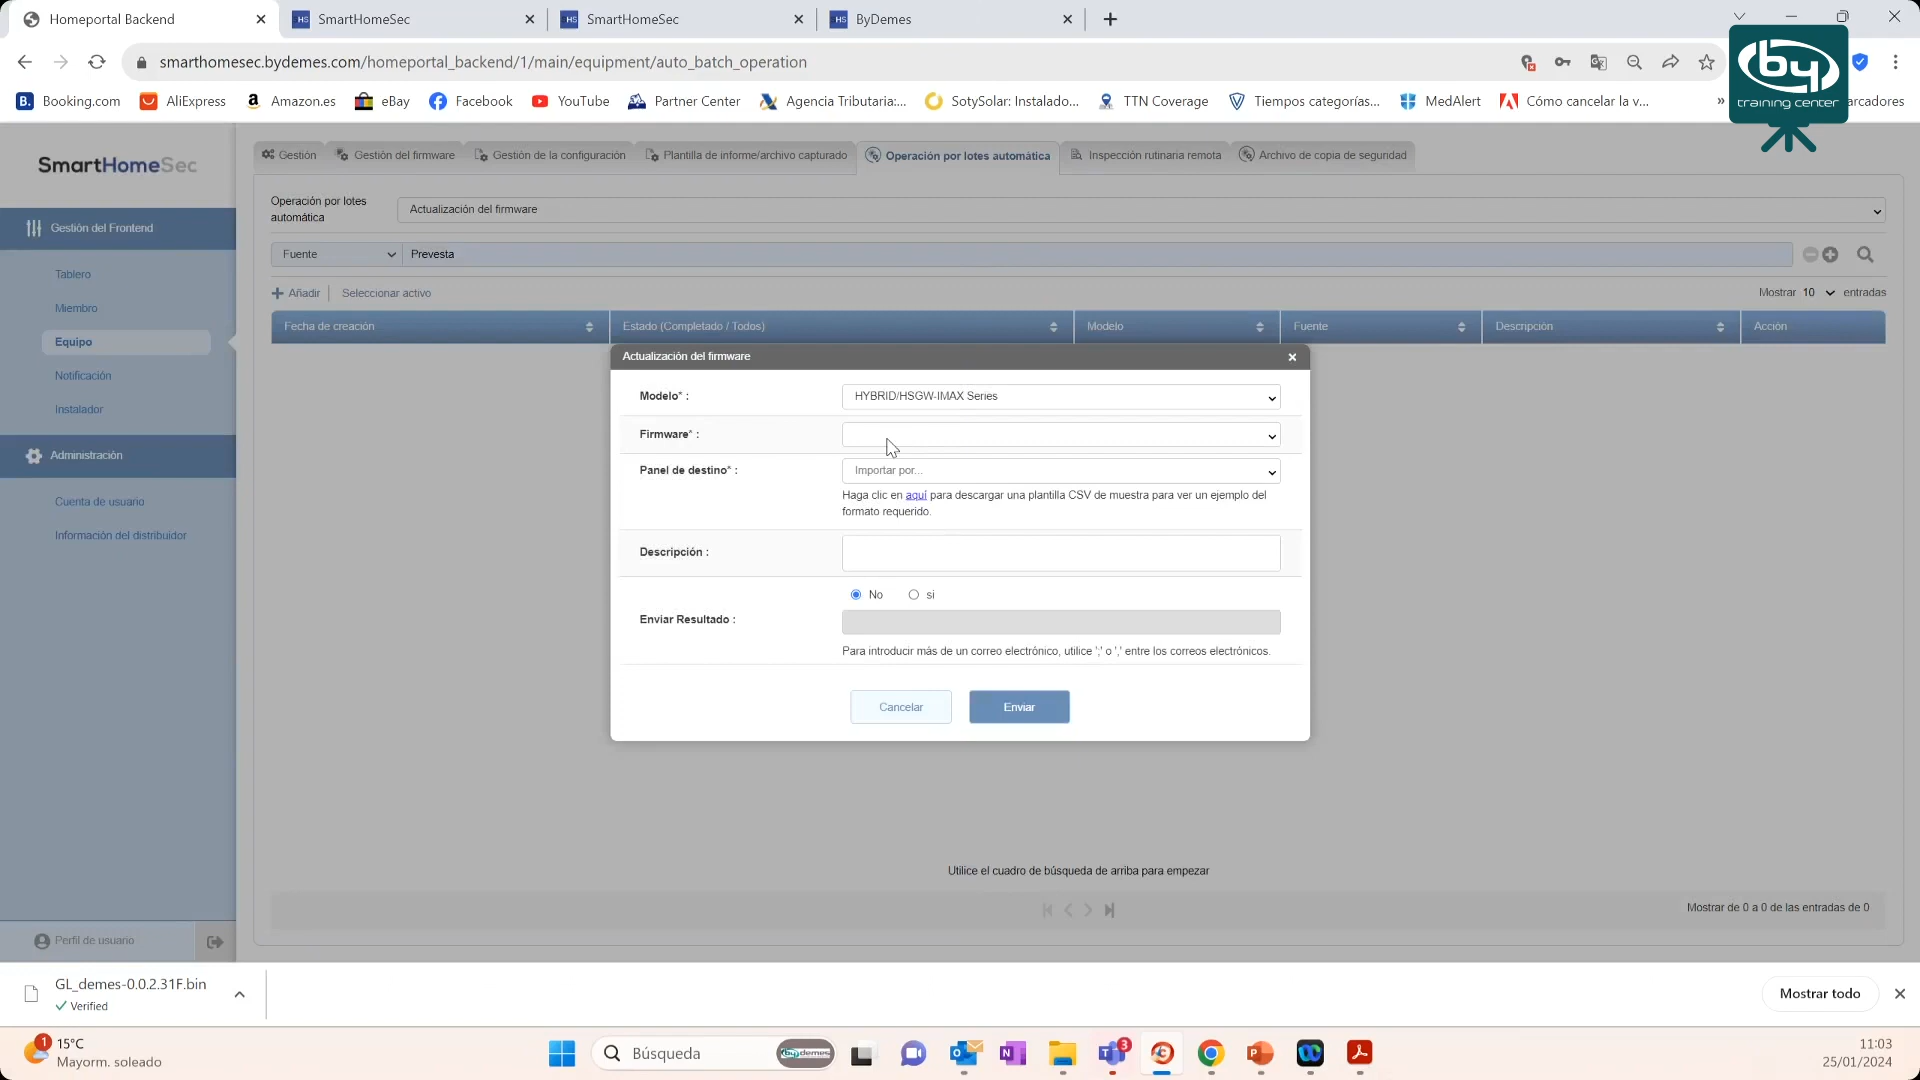 Homeportal Backend
SmartHomeSec
SmartHomeSec
ByDemes
smarthomesec.bydemes.com/homeportal_backend/1/main/equipment/auto_batch_operation
Booking.com
AliExpress
Amazon.es
eBay
Facebook
YouTube
Partner Center
Agencia Tributaria:...
SotySolar: Instalado...
TTN Coverage
Tiempos categorías...
MedAlert
Cómo cancelar la v...
»
arcadores
by
training center
SmartHomeSec
Gestión
Gestión del firmware
Gestión de la configuración
Plantilla de informe/archivo capturado
Operación por lotes automática
Inspección rutinaria remota
Archivo de copia de seguridad
Operación por lotes
automática
Actualización del firmware
Fuente
Prevesta
Añadir
Seleccionar activo
Mostrar 10 entradas
Fecha de creación
Estado (Completado / Todos)
Modelo
Fuente
Descripción
Acción
Gestión del Frontend
Tablero
Miembro
Equipo
Notificación
Instalador
Administración
Cuenta de usuario
Información del distribuidor
Perfil de usuario
Actualización del firmware
Modelo* :
HYBRID/HSGW-IMAX Series
Firmware* :
Panel de destino* :
Importar por...
Haga clic en aquí para descargar una plantilla CSV de muestra para ver un ejemplo del
formato requerido.
Descripción :
No
si
Enviar Resultado :
Para introducir más de un correo electrónico, utilice ';' o ',' entre los correos electrónicos.
Cancelar
Enviar
Utilice el cuadro de búsqueda de arriba para empezar
Mostrar de 0 a 0 de las entradas de 0
GL_demes-0.0.2.31F.bin
Verified
Mostrar todo
1
15°C
Mayorm. soleado
Búsqueda
by demes
3
11:03
25/01/2024